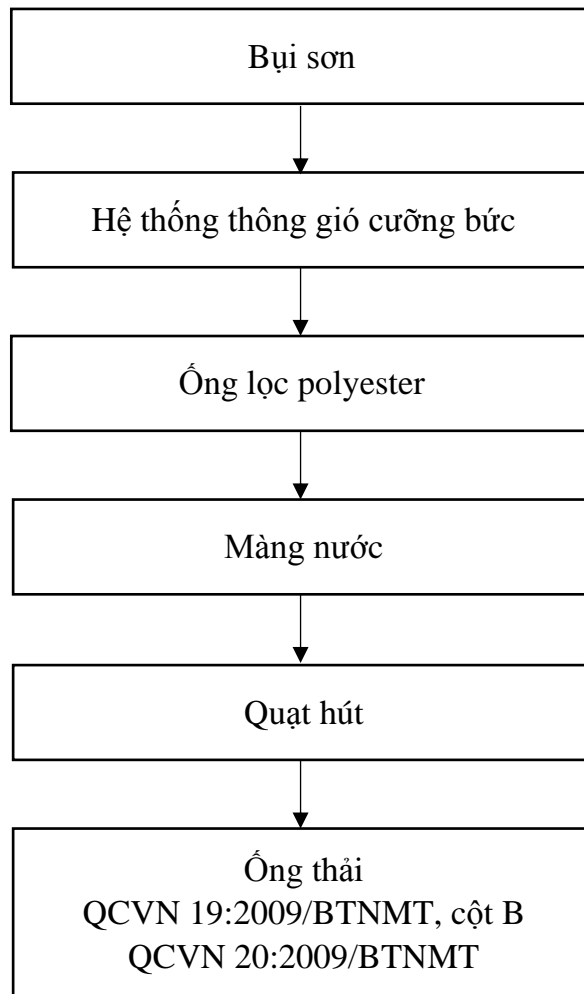 Bụi sơn
Hệ thống thông gió cưỡng bức
Ống lọc polyester
Màng nước
Quạt hút
Ống thải
QCVN 19:2009/BTNMT, cột B
QCVN 20:2009/BTNMT